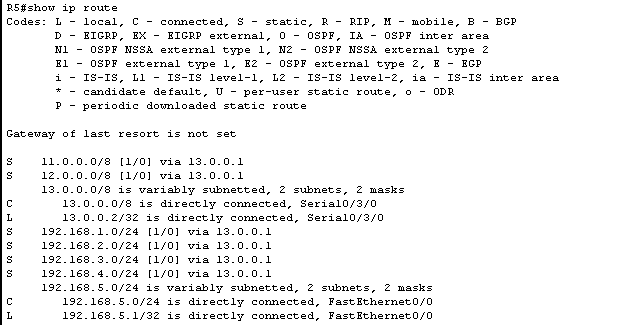 R5#show ip route
Codes: L - local, C - connected, S - static, R - RIP, M - mobile, B - BGP
       D - EIGRP, EX - EIGRP external, O - OSPF, IA - OSPF inter area
       N1 - OSPF NSSA external type 1, N2 - OSPF NSSA external type 2
       E1 - OSPF external type 1, E2 - OSPF external type 2, E - EGP
       i - IS-IS, L1 - IS-IS level-1, L2 - IS-IS level-2, ia - IS-IS inter area
       * - candidate default, U - per-user static route, o - ODR
       P - periodic downloaded static route

Gateway of last resort is not set

S    11.0.0.0/8 [1/0] via 13.0.0.1
S    12.0.0.0/8 [1/0] via 13.0.0.1
     13.0.0.0/8 is variably subnetted, 2 subnets, 2 masks
C       13.0.0.0/8 is directly connected, Serial0/3/0
L       13.0.0.2/32 is directly connected, Serial0/3/0
S    192.168.1.0/24 [1/0] via 13.0.0.1
S    192.168.2.0/24 [1/0] via 13.0.0.1
S    192.168.3.0/24 [1/0] via 13.0.0.1
S    192.168.4.0/24 [1/0] via 13.0.0.1
     192.168.5.0/24 is variably subnetted, 2 subnets, 2 masks
C       192.168.5.0/24 is directly connected, FastEthernet0/0
L       192.168.5.1/32 is directly connected, FastEthernet0/0